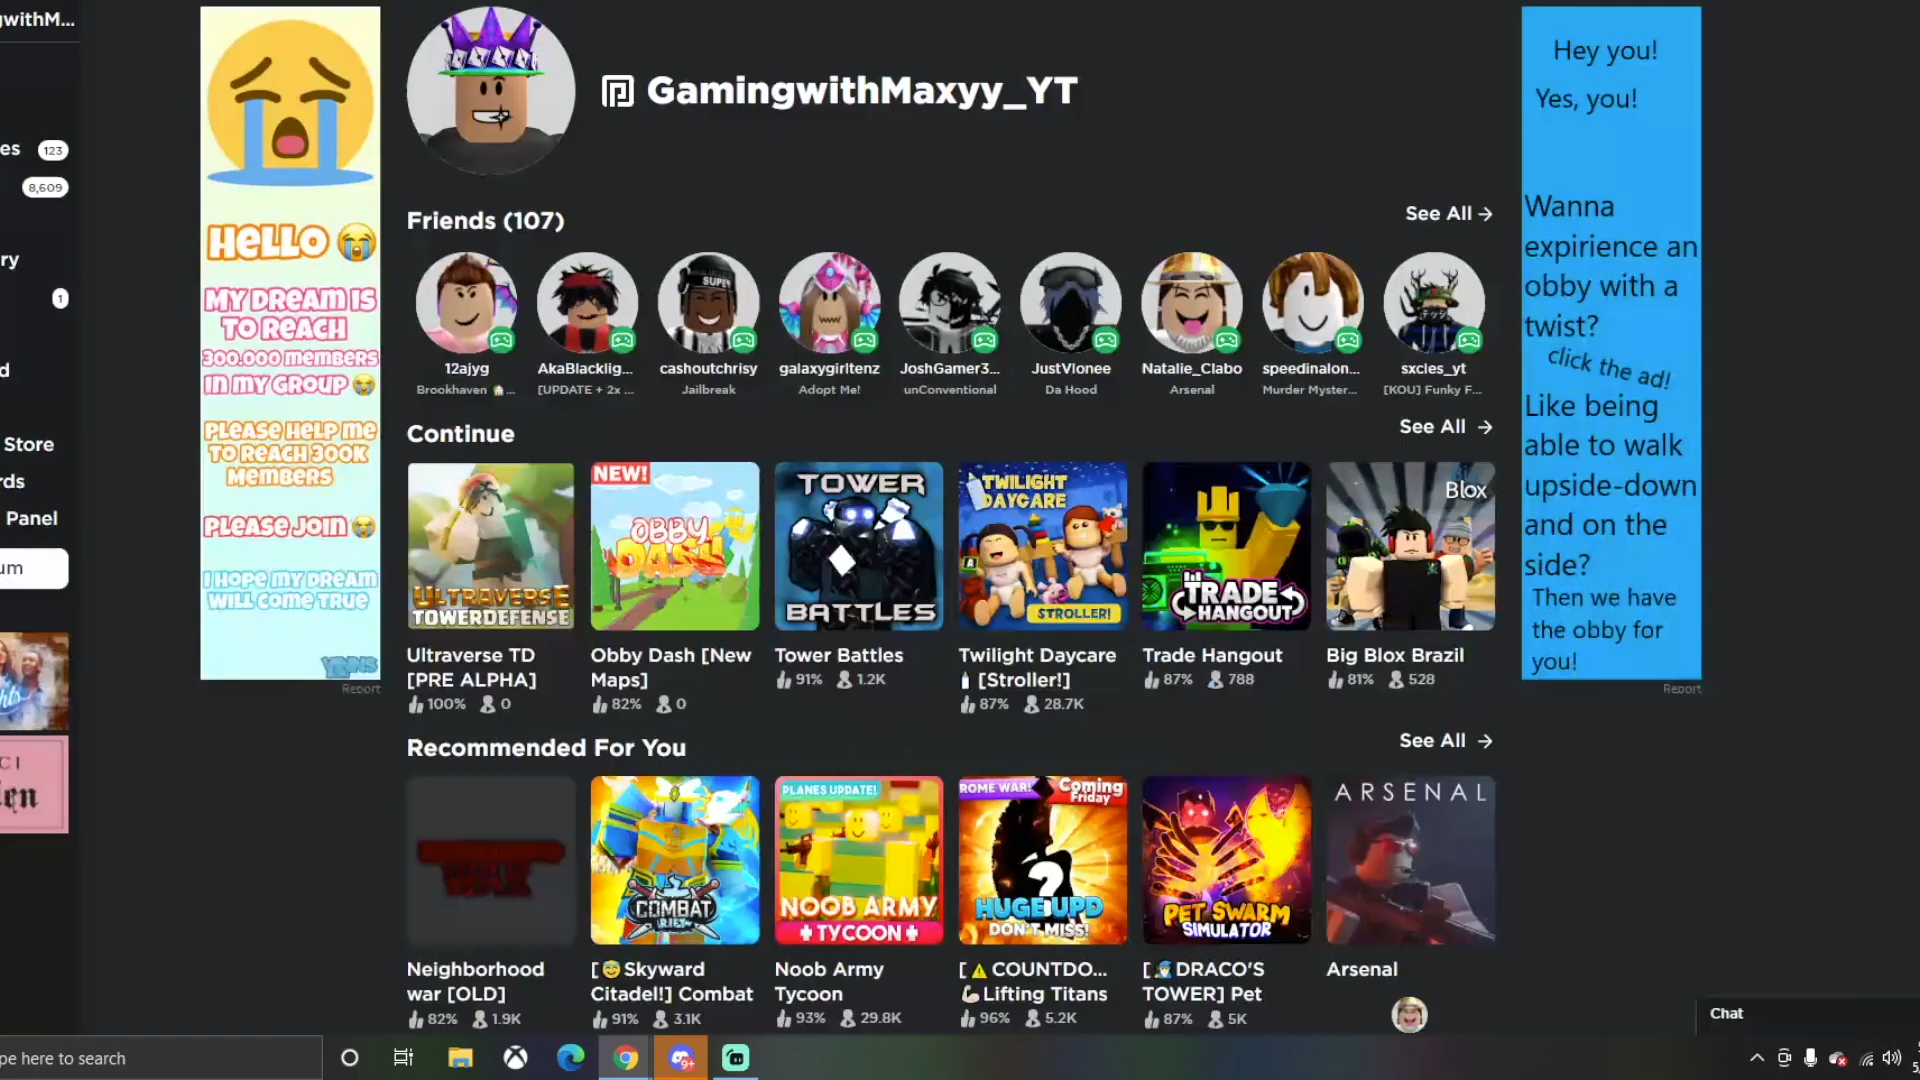 gwithM...
123
8,609
ry
1
d
Store
rds
Panel
um
HELLO 😭
MY DREAM IS
TO REACH
300.000 MEMBERS
IN MY GROUP 😭
PLEASE HELP ME
TO REACH 300K
MEMBERS
PLEASE JOIN 😭
I HOPE MY DREAM
WILL COME TRUE
Report
GamingwithMaxyy_YT
Friends (107)
See All →
SUPER
12ajyg
AkaBlacklig...
cashoutchrisy
galaxygirltenz
JoshGamer3...
JustVlonee
Natalie_Clabo
speedinalon...
sxcles_yt
Brookhaven 🏠...
[UPDATE + 2x ...
Jailbreak
Adopt Me!
unConventional
Da Hood
Arsenal
Murder Myster...
[KOU] Funky F...
Continue
See All →
ULTRAVERSE
TOWERDEFENSE
NEW!
OBBY
DASH
TOWER
BATTLES
TWILIGHT
DAYCARE
STROLLER!
TRADE
HANGOUT
Blox
Ultraverse TD
[PRE ALPHA]
100% 0
Obby Dash [New
Maps]
82% 0
Tower Battles
91% 1.2K
Twilight Daycare
🍼 [Stroller!]
87% 28.7K
Trade Hangout
87% 788
Big Blox Brazil
81% 528
Recommended For You
See All →
WAR
COMBAT
PLANES UPDATE!
NOOB ARMY
TYCOON
ROME WAR!
Coming
Friday
HUGE UPD
DON'T MISS!
PET SWARM
SIMULATOR
ARSENAL
Neighborhood
war [OLD]
82% 1.9K
[😇Skyward
Citadel!] Combat
91% 3.1K
Noob Army
Tycoon
93% 29.8K
[⚠️ COUNTDO...
💪Lifting Titans
96% 5.2K
[DRACO'S
TOWER] Pet
87% 5K
Arsenal
Hey you!
Yes, you!
Wanna
expirience an
obby with a
twist?
click the ad!
Like being
able to walk
upside-down
and on the
side?
Then we have
the obby for
you!
Report
Chat
pe here to search
9+